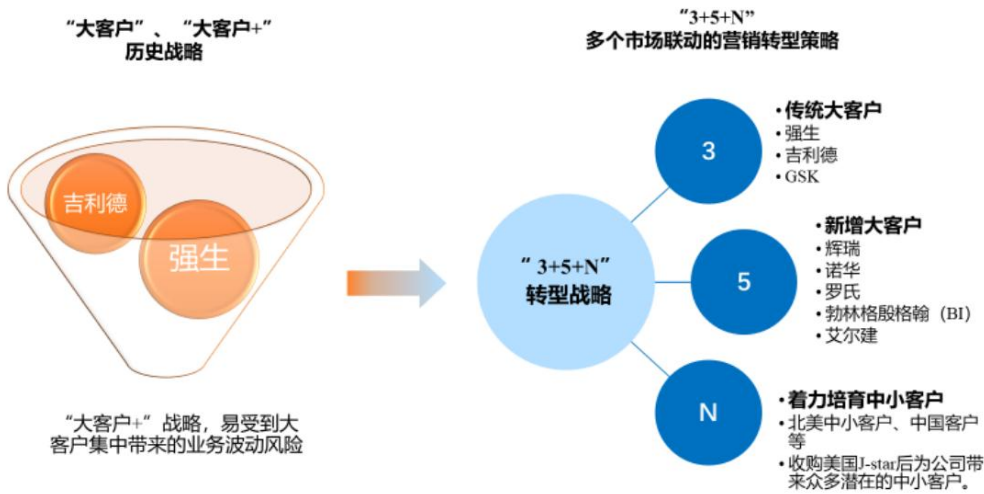 “大客户”、“大客户+”
历史战略
吉利德
强生
“大客户+”战略，易受到大
客户集中带来的业务波动风险
“3+5+N”
多个市场联动的营销转型策略
“3+5+N”
转型战略
3
•传统大客户
•强生
•吉利德
•GSK
5
•新增大客户
•辉瑞
•诺华
•罗氏
•勃林格殷格翰（BI）
•艾尔建
N
•着力培育中小客户
•北美中小客户、中国客户
等
•收购美国J-star后为公司带
来众多潜在的中小客户。